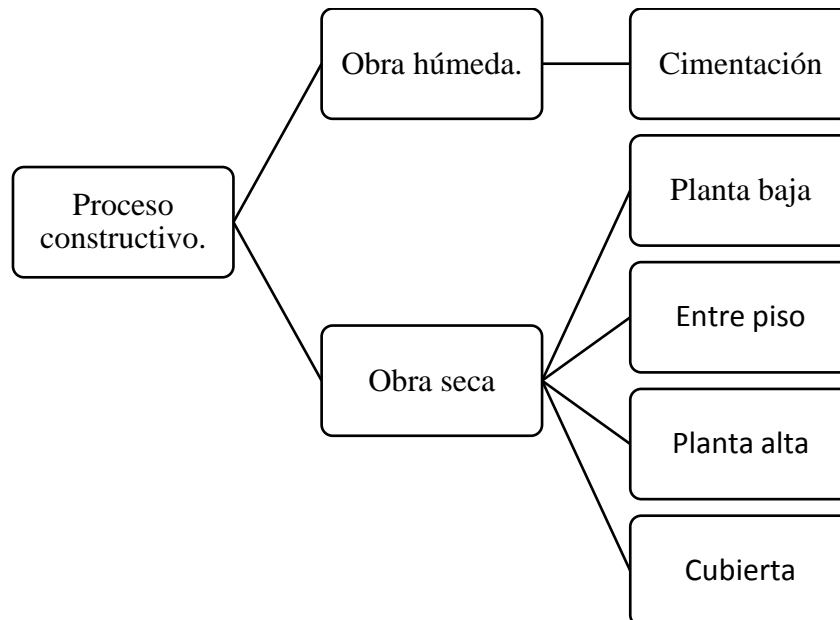 Obra húmeda.
Cimentación
Proceso
constructivo.
Planta baja
Entre piso
Obra seca
Planta alta
Cubierta